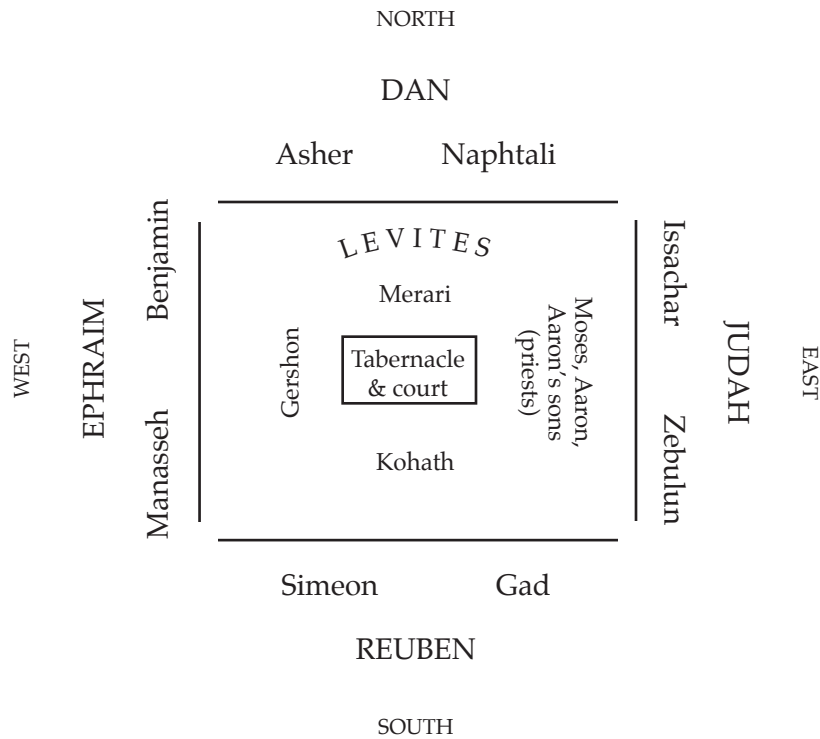 NORTH
DAN
Asher
Naphtali
LEVITES
Merari
WEST
EPHRAIM
Benjamin
Manasseh
Gershon
Tabernacle
& court
Moses, Aaron,
Aaron's sons
(priests)
Issachar
Zebulun
JUDAH
EAST
Kohath
Simeon
Gad
REUBEN
SOUTH